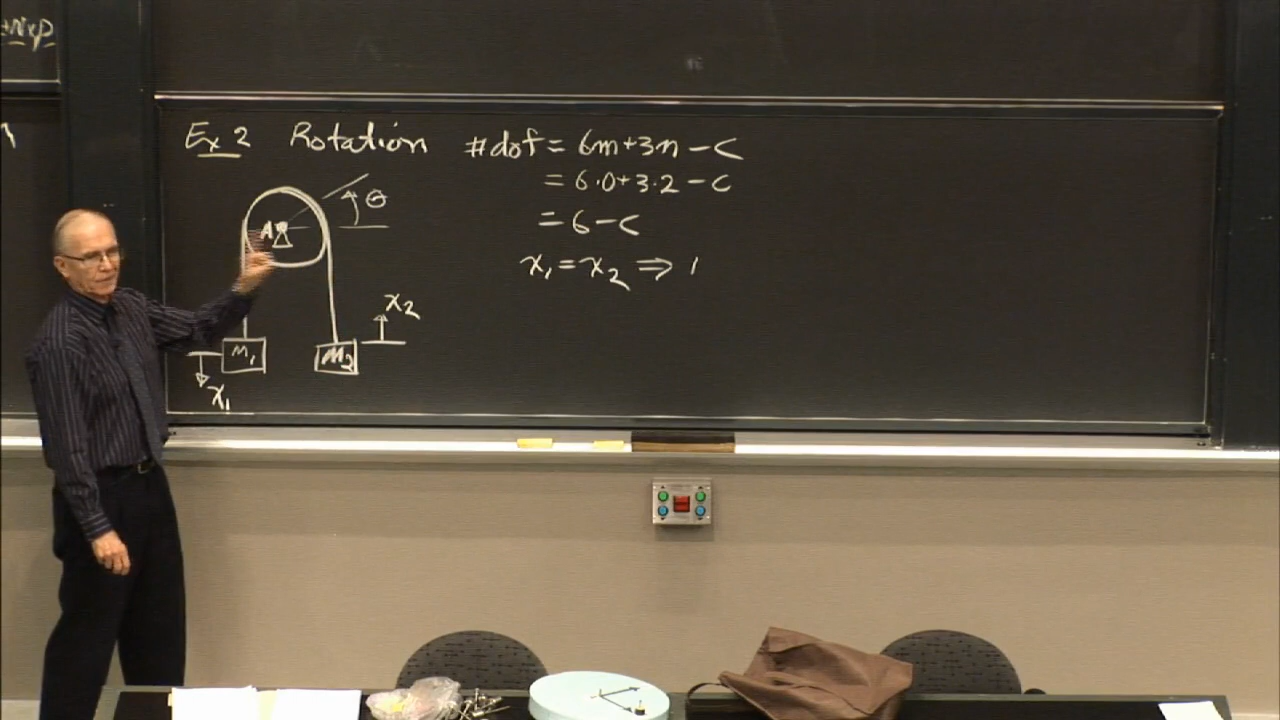 Ex 2 Rotation
#dof = 6m+3n - c
= 6·0+3·2 - c
= 6 - c
x₁ = x₂ ⇒ 1
θ
A
x₂
M₁
M₂
x₁